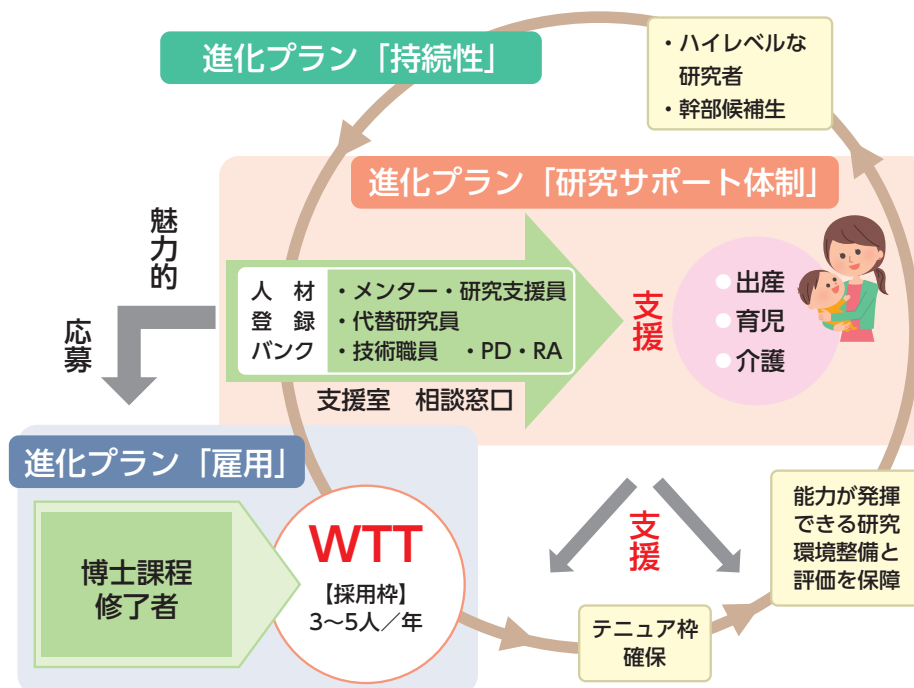 進化プラン「持続性」
・ハイレベルな
研究者
・幹部候補生
進化プラン「研究サポート体制」
魅力的
応募
人　材
登　録
バンク
・メンター・研究支援員
・代替研究員
・技術職員　・PD・RA
支援室　相談窓口
支援
出産
育児
介護
進化プラン「雇用」
博士課程
修了者
WTT
【採用枠】
3〜5人／年
支援
テニュア枠
確保
能力が発揮
できる研究
環境整備と
評価を保障